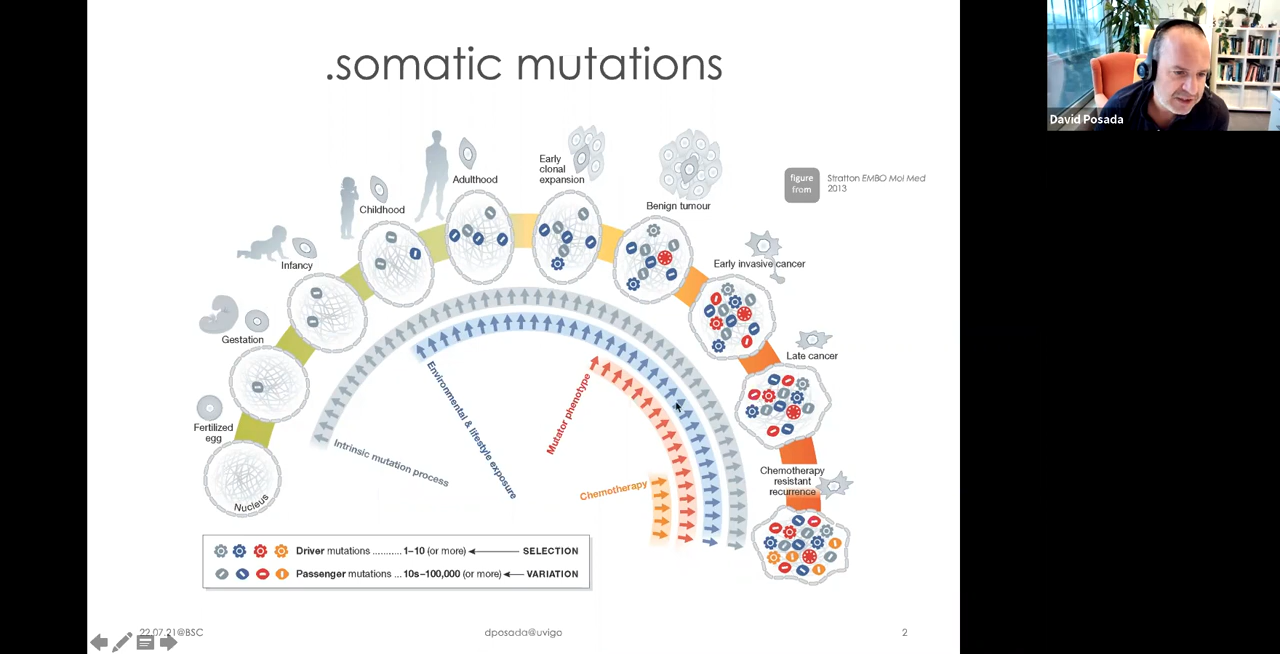 .somatic mutations
David Posada
figure
from
Stratton EMBO Mol Med
2013
Early
clonal
expansion
Adulthood
Benign tumour
Childhood
Early invasive cancer
Infancy
Gestation
Late cancer
Fertilized
egg
Nucleus
Intrinsic mutation process
Environmental & lifestyle exposure
Mutator phenotype
Chemotherapy
Chemotherapy
resistant
recurrence
Driver mutations ........... 1–10 (or more) SELECTION
Passenger mutations ... 10s–100,000 (or more) VARIATION
22.07.21@BSC
dposada@uvigo
2